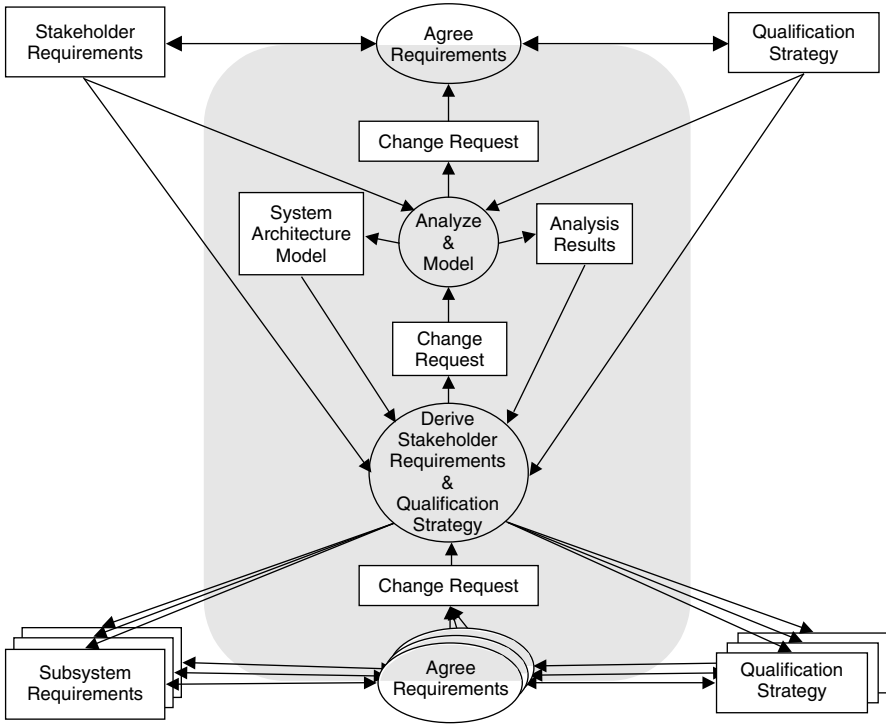 Stakeholder
Requirements
Agree
Requirements
Qualification
Strategy
Change Request
System
Architecture
Model
Analyze
&
Model
Analysis
Results
Change
Request
Derive
Stakeholder
Requirements
&
Qualification
Strategy
Change Request
Subsystem
Requirements
Agree
Requirements
Qualification
Strategy